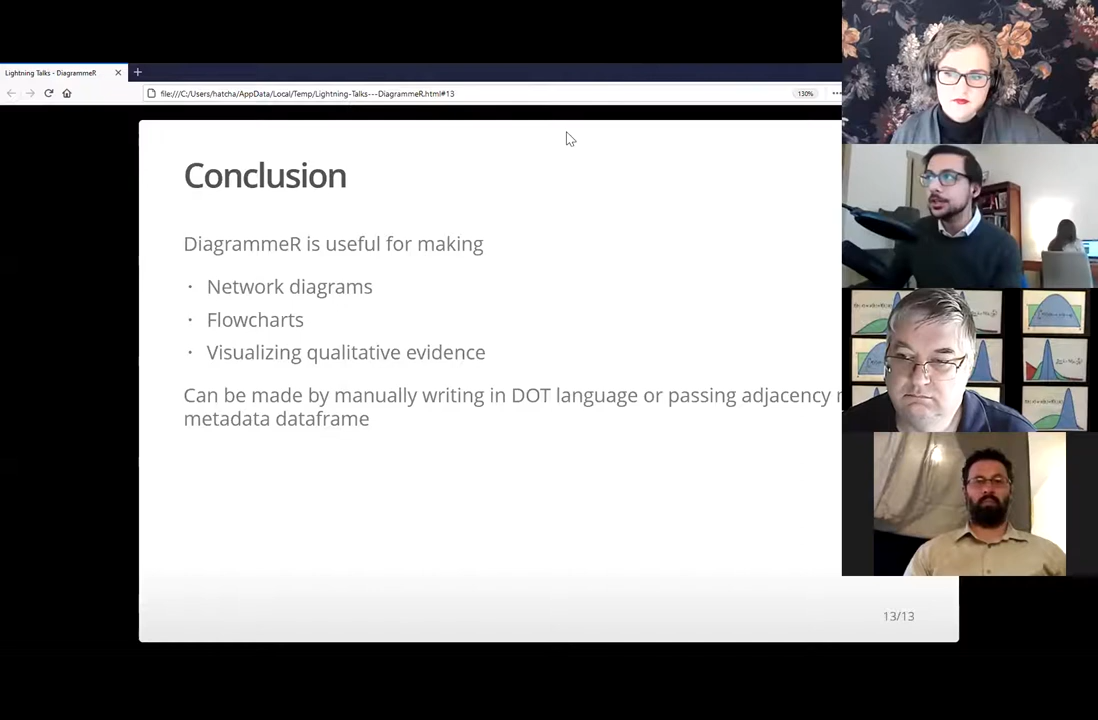 Lightning Talks - DiagrammeR
file:///C:/Users/hatcha/AppData/Local/Temp/Lightning-Talks---DiagrammeR.html#13
130%
Conclusion
DiagrammeR is useful for making
· Network diagrams
· Flowcharts
· Visualizing qualitative evidence
Can be made by manually writing in DOT language or passing adjacency
metadata dataframe
13/13